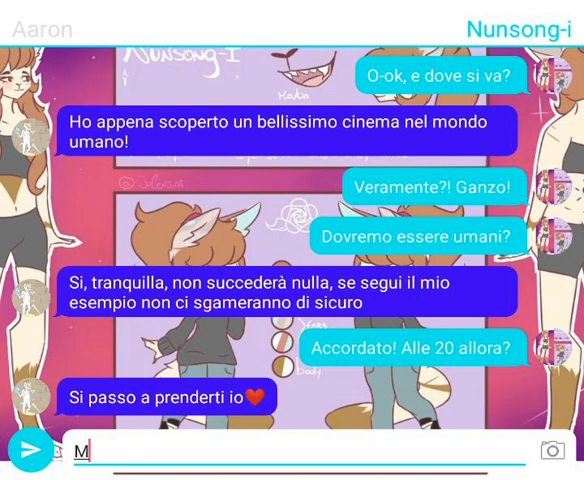 Aaron
Nunsong-i
NUNSONG-I
O-ok, e dove si va?
Ho appena scoperto un bellissimo cinema nel mondo
umano!
Veramente?! Ganzo!
Dovremo essere umani?
Si, tranquilla, non succederà nulla, se segui il mio
esempio non ci sgameranno di sicuro
Accordato! Alle 20 allora?
body
Si passo a prenderti io❤️
M